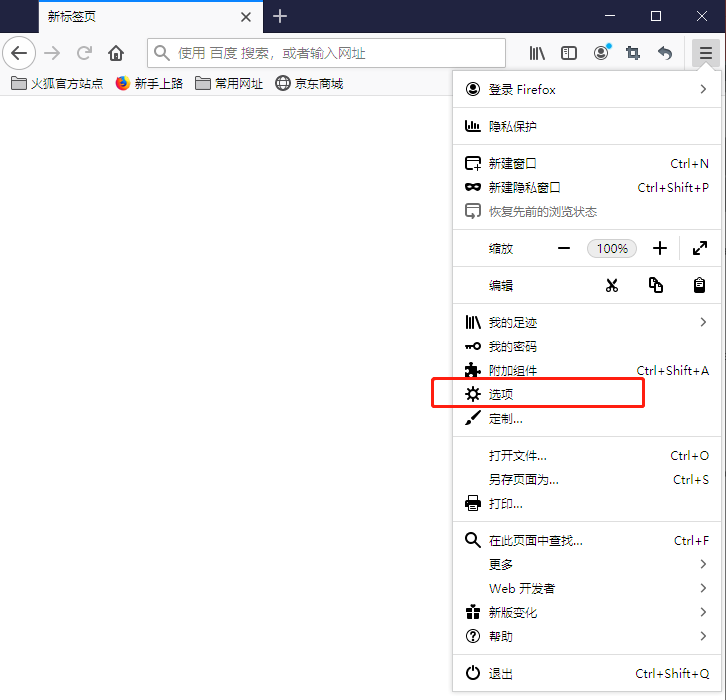 新标签页
使用 百度 搜索，或者输入网址
火狐官方站点 新手上路 常用网址 京东商城
登录 Firefox
隐私保护
新建窗口 Ctrl+N
新建隐私窗口 Ctrl+Shift+P
恢复先前的浏览状态
缩放 100%
编辑
我的足迹
我的密码
附加组件 Ctrl+Shift+A
选项
定制...
打开文件... Ctrl+O
另存页面为... Ctrl+S
打印...
在此页面中查找... Ctrl+F
更多
Web 开发者
新版变化
帮助
退出 Ctrl+Shift+Q